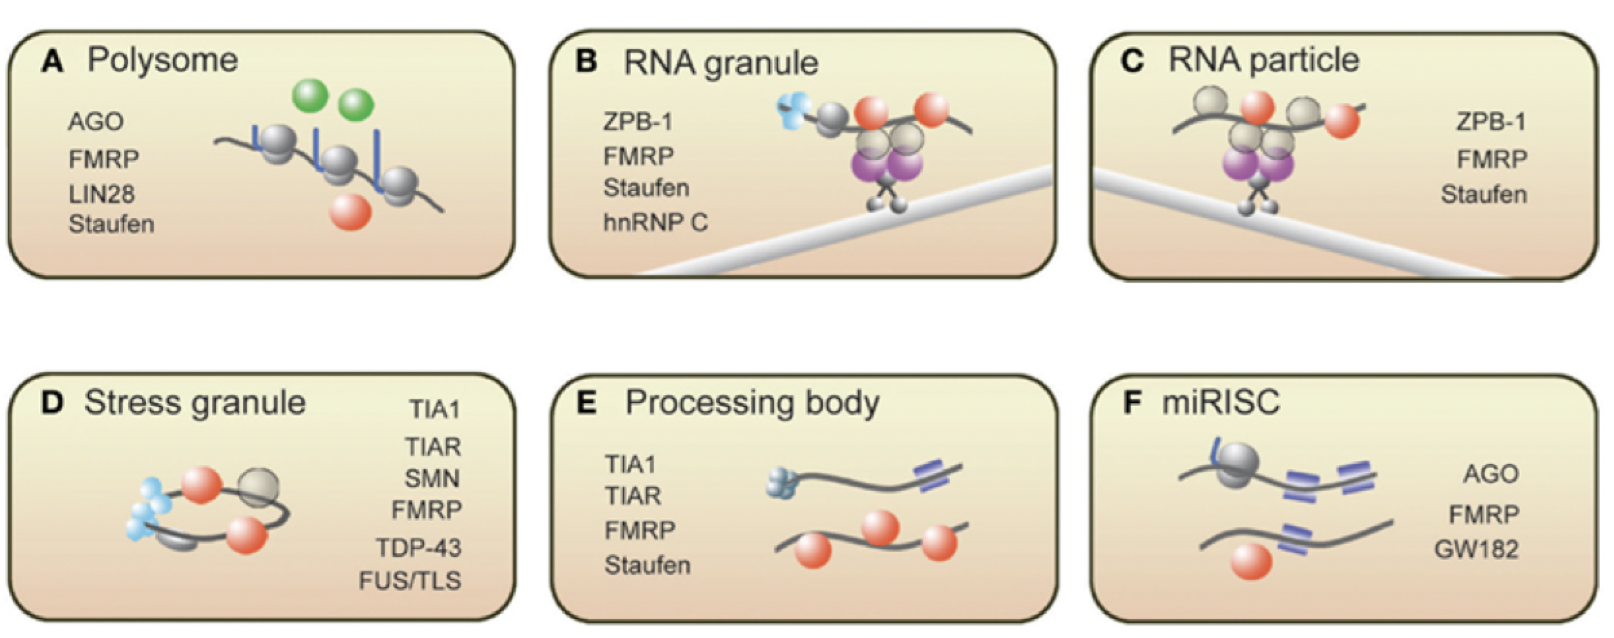 A Polysome
AGO
FMRP
LIN28
Staufen
B RNA granule
ZPB-1
FMRP
Staufen
hnRNP C
C RNA particle
ZPB-1
FMRP
Staufen
D Stress granule
TIA1
TIAR
SMN
FMRP
TDP-43
FUS/TLS
E Processing body
TIA1
TIAR
FMRP
Staufen
F miRISC
AGO
FMRP
GW182